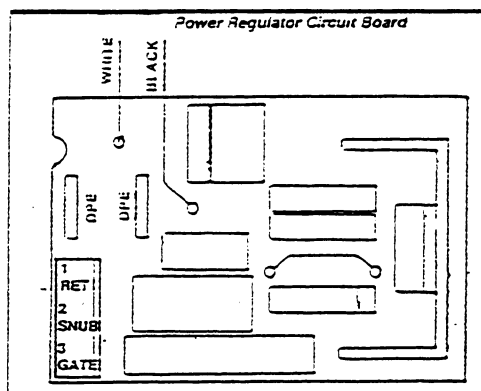 Power Regulator Circuit Board
WHITE
BLACK
DPE
DPE
1
RET
2
SNUB
3
GATE